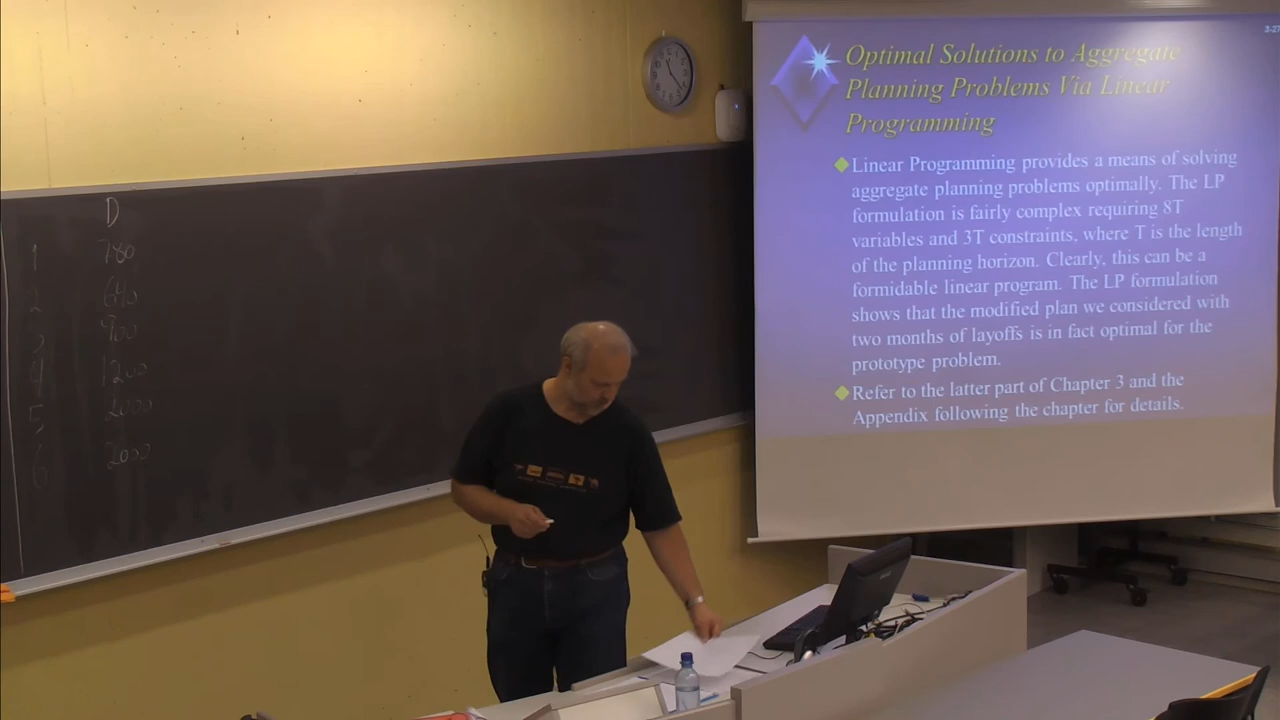 D
1 780
2 640
3 900
4 1200
5 2000
6 2000
Optimal Solutions to Aggregate
Planning Problems Via Linear
Programming
Linear Programming provides a means of solving
aggregate planning problems optimally. The LP
formulation is fairly complex requiring 8T
variables and 3T constraints, where T is the length
of the planning horizon. Clearly, this can be a
formidable linear program. The LP formulation
shows that the modified plan we considered with
two months of layoffs is in fact optimal for the
prototype problem.
Refer to the latter part of Chapter 3 and the
Appendix following the chapter for details.